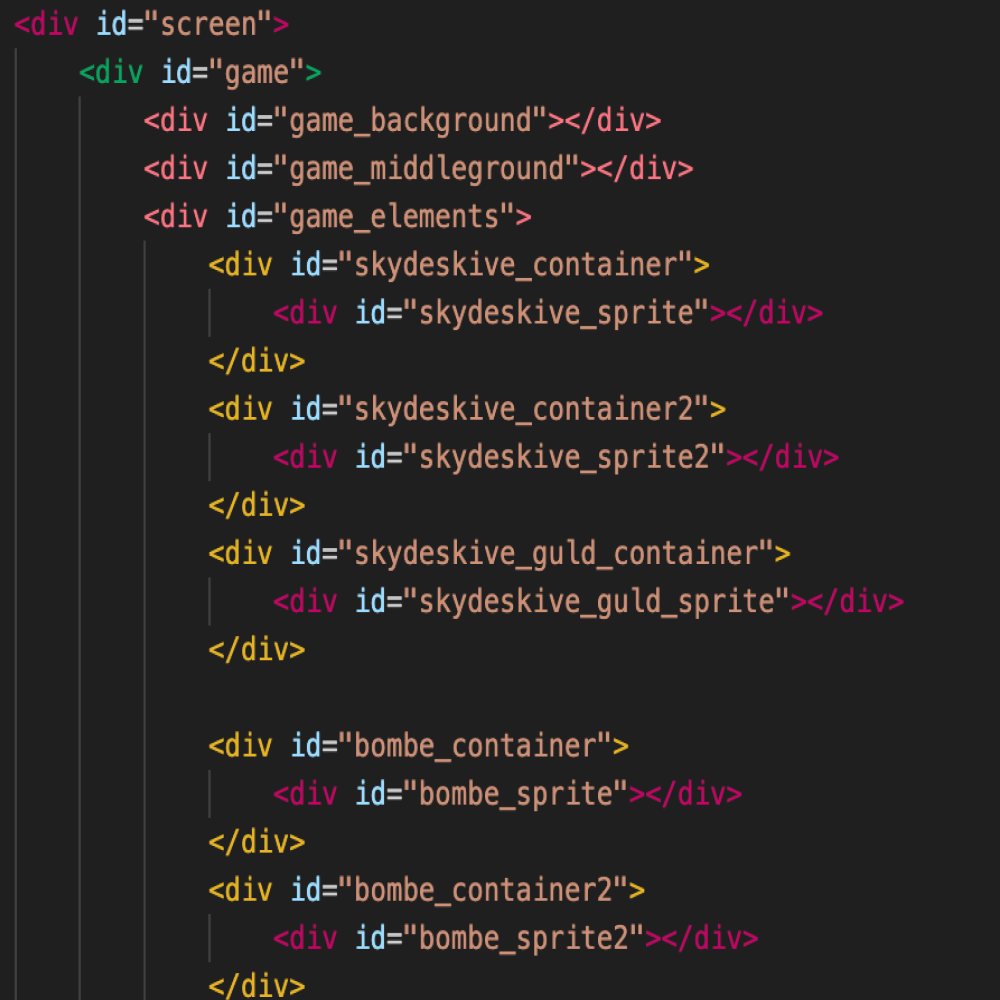 <div id="screen">
<div id="game">
<div id="game_background"></div>
<div id="game_middleground"></div>
<div id="game_elements">
<div id="skydeskive_container">
<div id="skydeskive_sprite"></div>
</div>
<div id="skydeskive_container2">
<div id="skydeskive_sprite2"></div>
</div>
<div id="skydeskive_guld_container">
<div id="skydeskive_guld_sprite"></div>
</div>
<div id="bombe_container">
<div id="bombe_sprite"></div>
</div>
<div id="bombe_container2">
<div id="bombe_sprite2"></div>
</div>